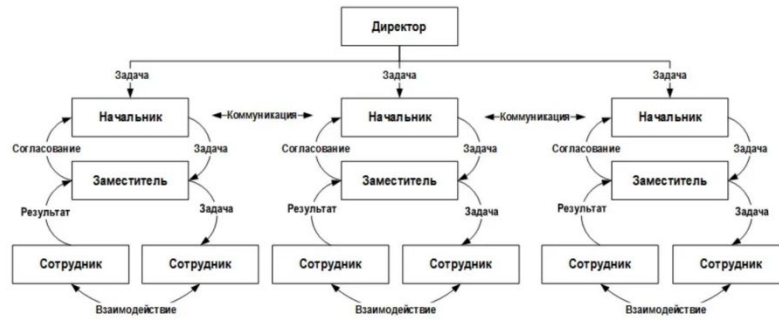 Директор
Задача Задача Задача
Начальник Коммуникация Начальник Коммуникация Начальник
Согласование Задача Согласование Задача Согласование Задача
Заместитель Заместитель Заместитель
Результат Задача Результат Задача Результат Задача
Сотрудник Сотрудник Сотрудник Сотрудник Сотрудник Сотрудник
Взаимодействие Взаимодействие Взаимодействие